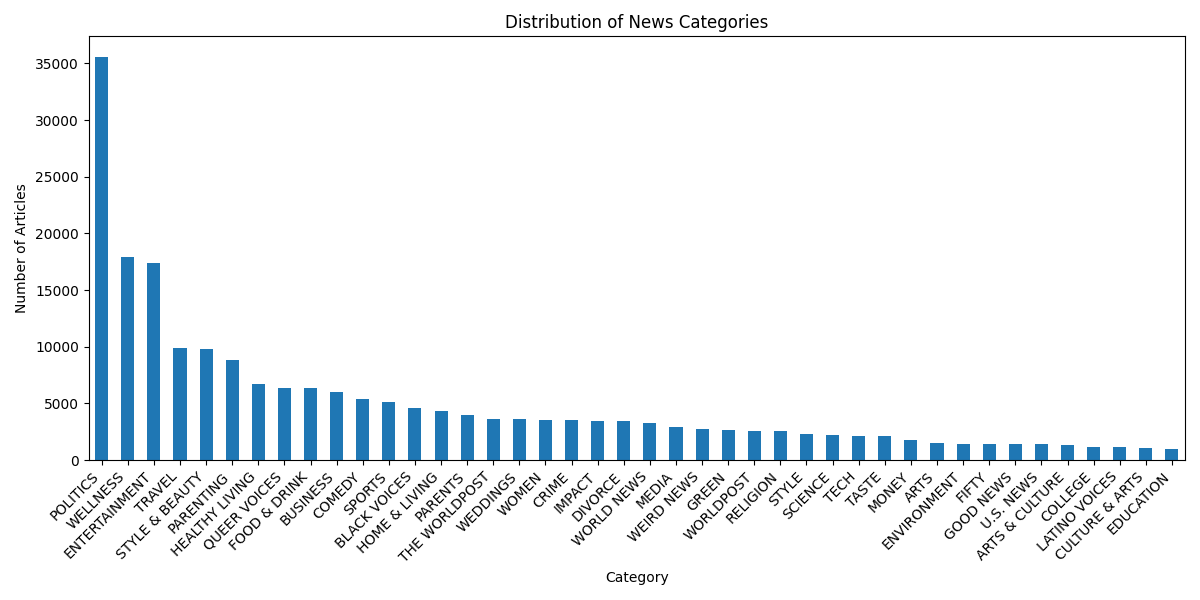 Distribution of News Categories
Number of Articles
35000
30000
25000
20000
15000
10000
5000
0
POLITICS
WELLNESS
ENTERTAINMENT
TRAVEL
STYLE & BEAUTY
PARENTING
HEALTHY LIVING
QUEER VOICES
FOOD & DRINK
BUSINESS
COMEDY
SPORTS
BLACK VOICES
HOME & LIVING
PARENTS
THE WORLDPOST
WEDDINGS
WOMEN
CRIME
IMPACT
DIVORCE
WORLD NEWS
MEDIA
WEIRD NEWS
GREEN
WORLDPOST
RELIGION
STYLE
SCIENCE
TECH
TASTE
MONEY
ARTS
ENVIRONMENT
FIFTY
GOOD NEWS
U.S. NEWS
ARTS & CULTURE
COLLEGE
LATINO VOICES
CULTURE & ARTS
EDUCATION
Category